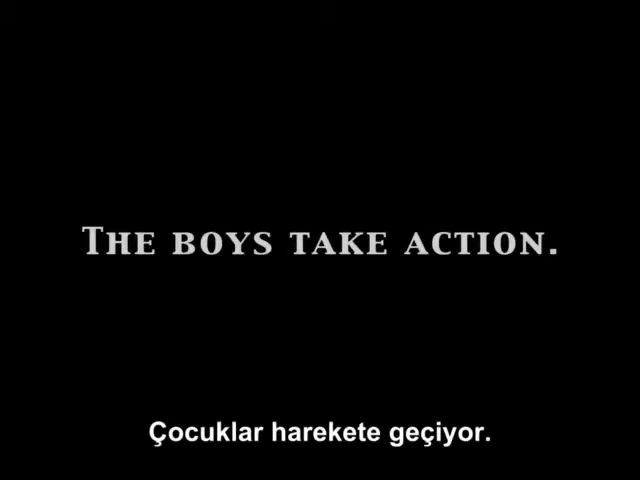 The boys take action.
Çocuklar harekete geçiyor.